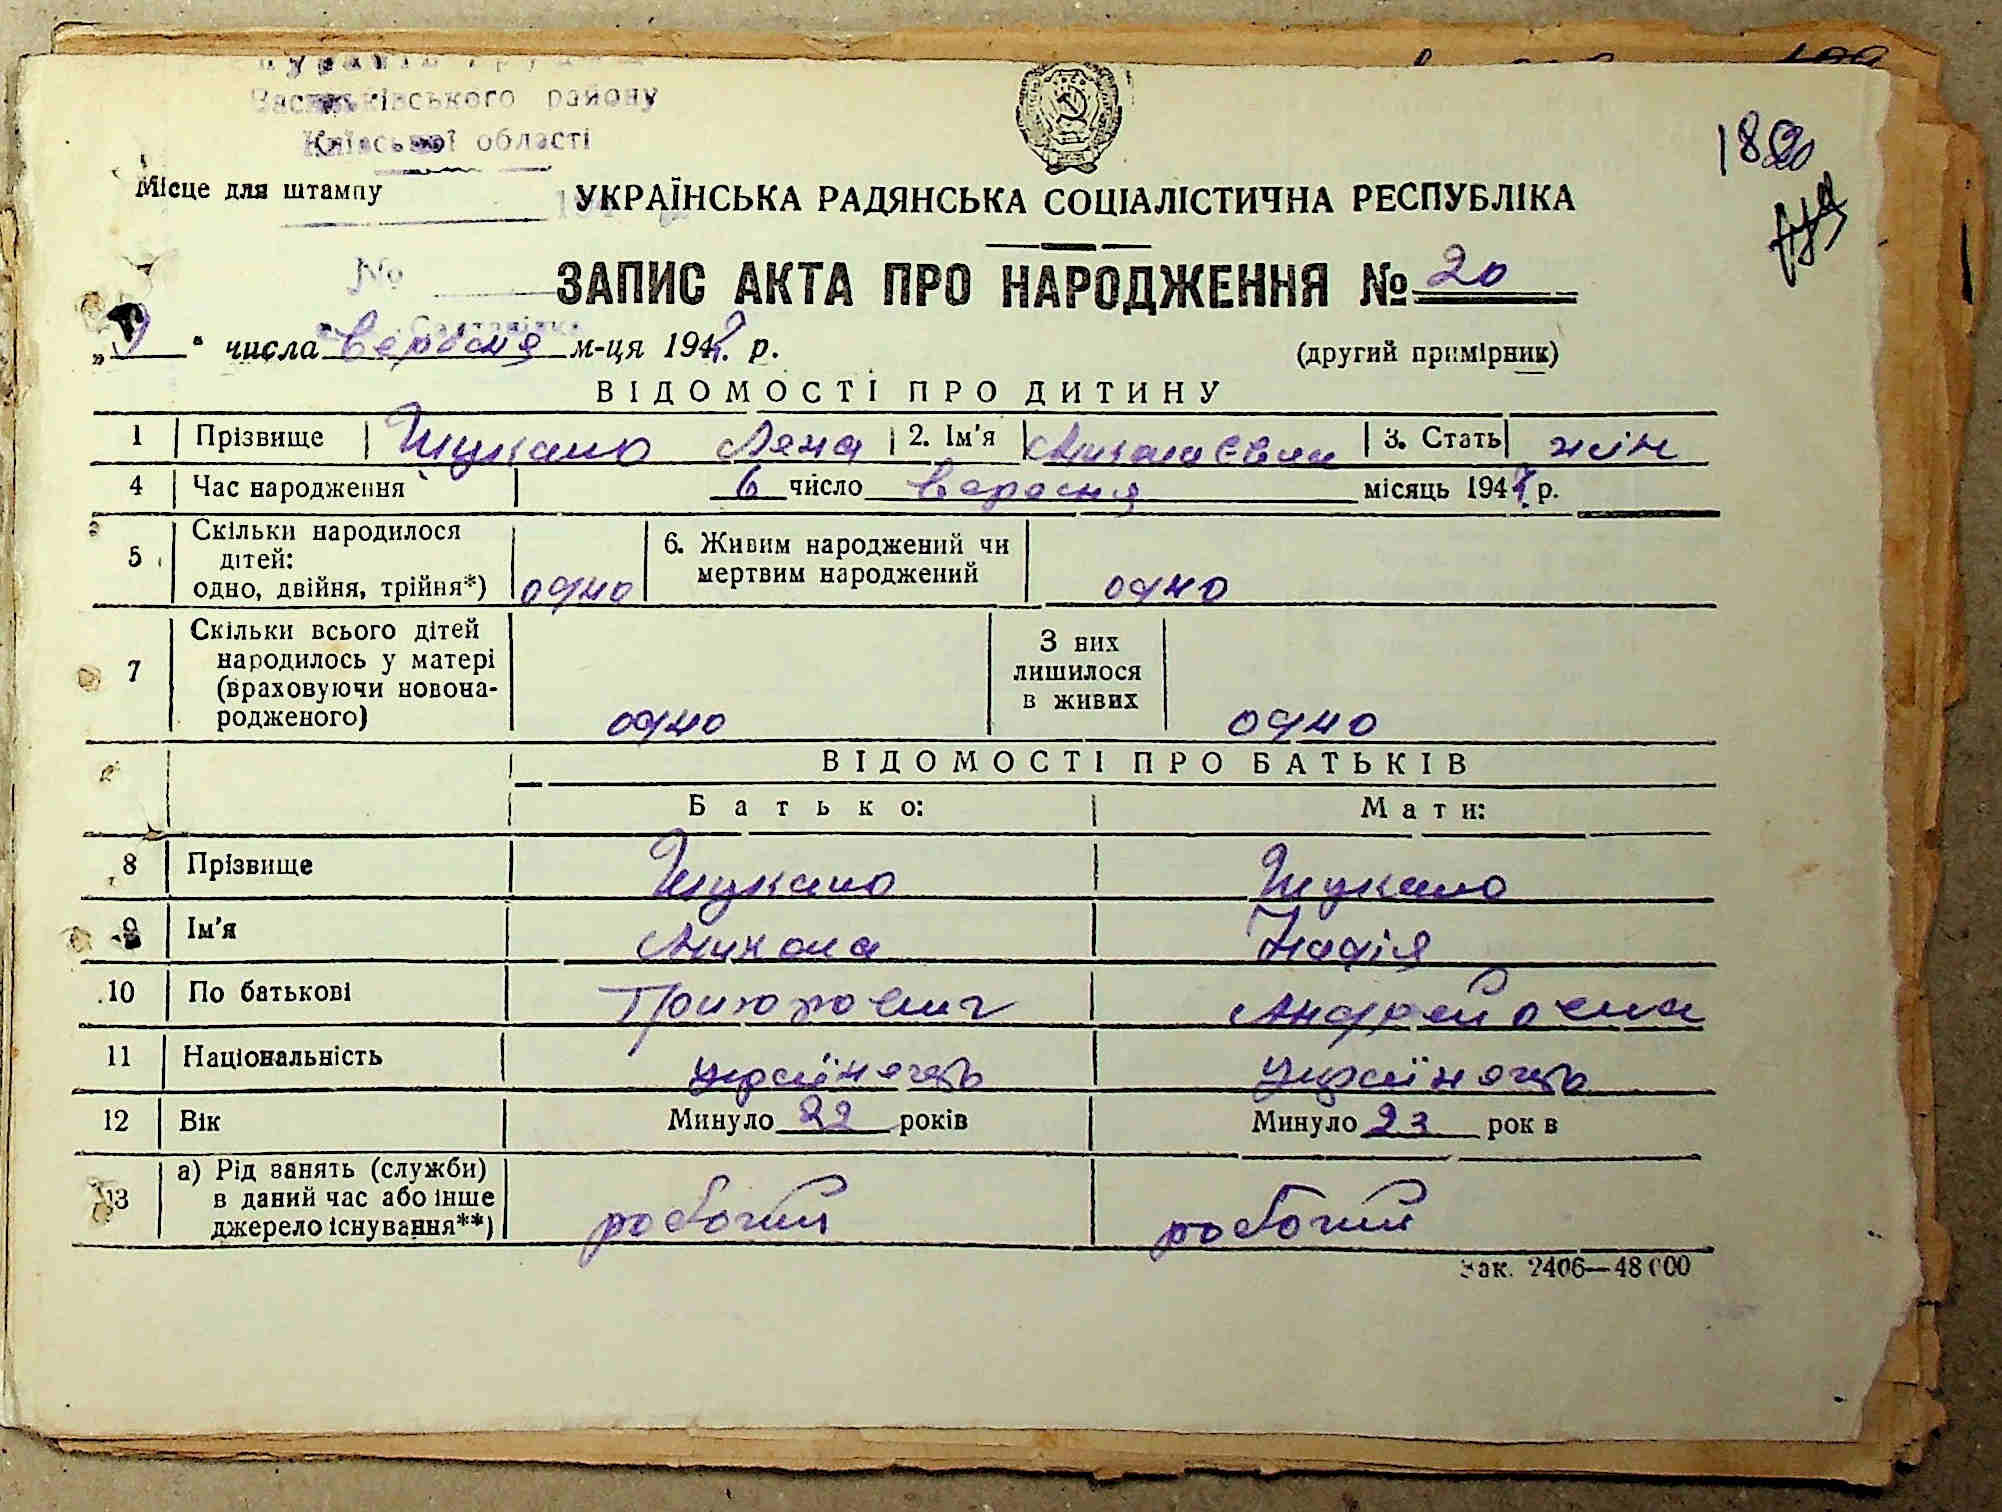 району
Київської області
Місце для штампу
УКРАЇНСЬКА РАДЯНСЬКА СОЦІАЛІСТИЧНА РЕСПУБЛІКА
№
ЗАПИС АКТА ПРО НАРОДЖЕННЯ № 20
„ 9 “ числа вересня м-ця 194 р.
(другий примірник)
ВІДОМОСТІ ПРО ДИТИНУ
1 Прізвище Шукало 2. Ім'я 3. Стать жін
4 Час народження 6 число вересня місяць 194 р.
5 Скільки народилося дітей: одно, двійня, трійня*) одно 6. Живим народжений чи мертвим народжений одно
7 Скільки всього дітей народилось у матері (враховуючи новонародженого) одно З них лишилося в живих одно
ВІДОМОСТІ ПРО БАТЬКІВ
Батько: Мати:
8 Прізвище Шукало Шукало
9 Ім'я Микола Надія
10 По батькові
11 Національність українець українець
12 Вік Минуло 22 років Минуло 23 рок в
13 а) Рід занять (служби) в даний час або інше джерело існування**) робочий робочий
Зак. 2406—48000